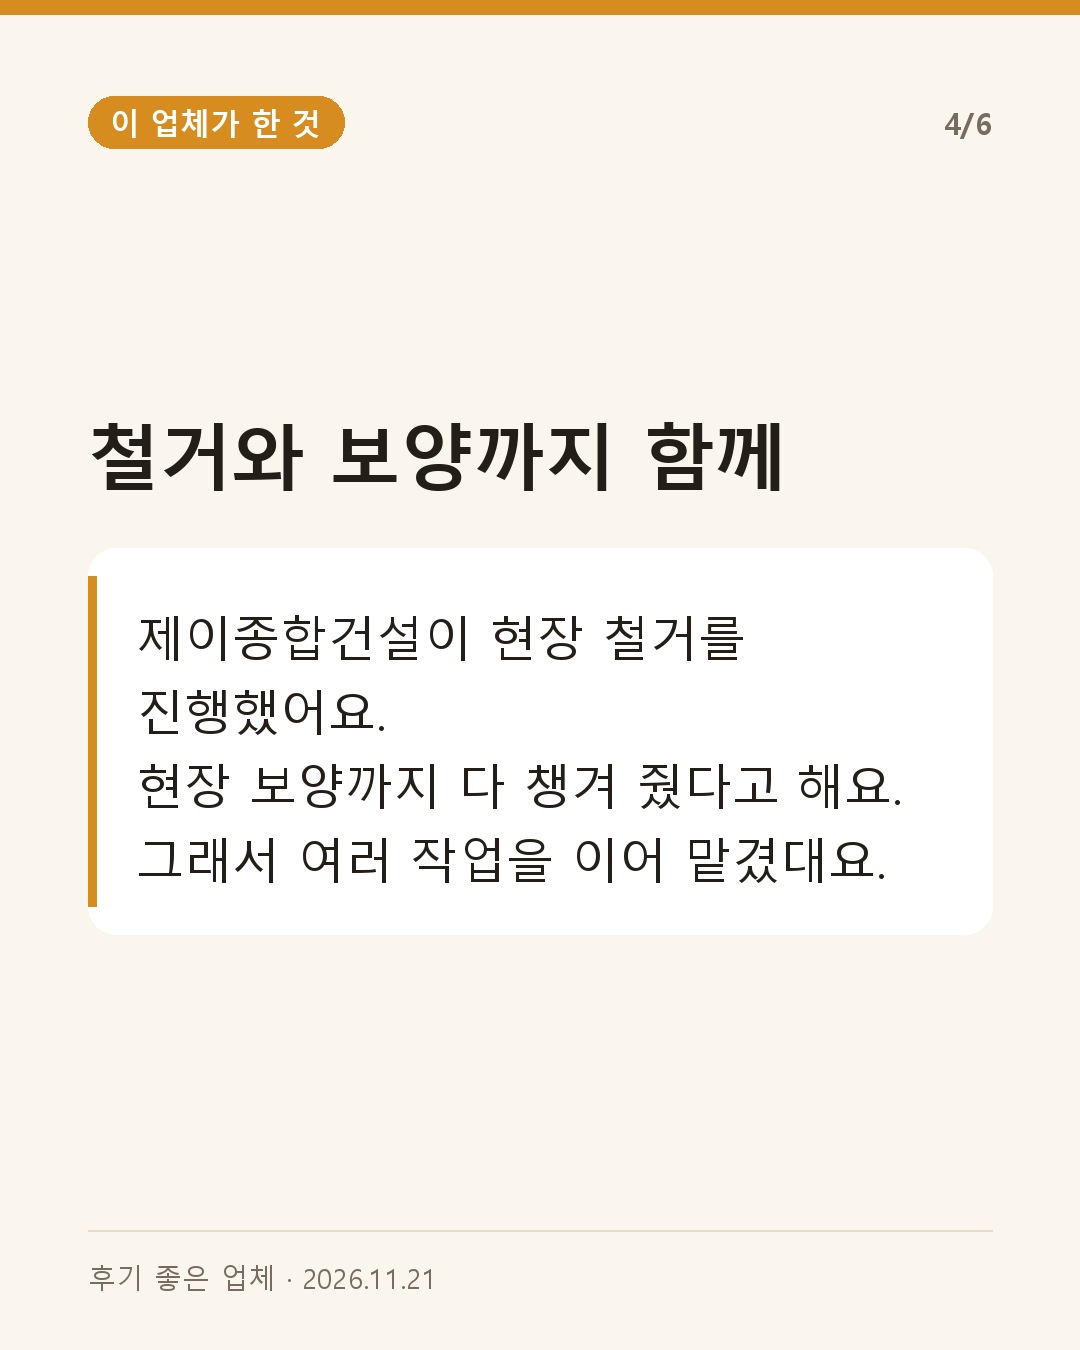 이 업체가 한 것
4/6
철거와 보양까지 함께
제이종합건설이 현장 철거를
진행했어요.
현장 보양까지 다 챙겨 줬다고 해요.
그래서 여러 작업을 이어 맡겼대요.
후기 좋은 업체 · 2026.11.21